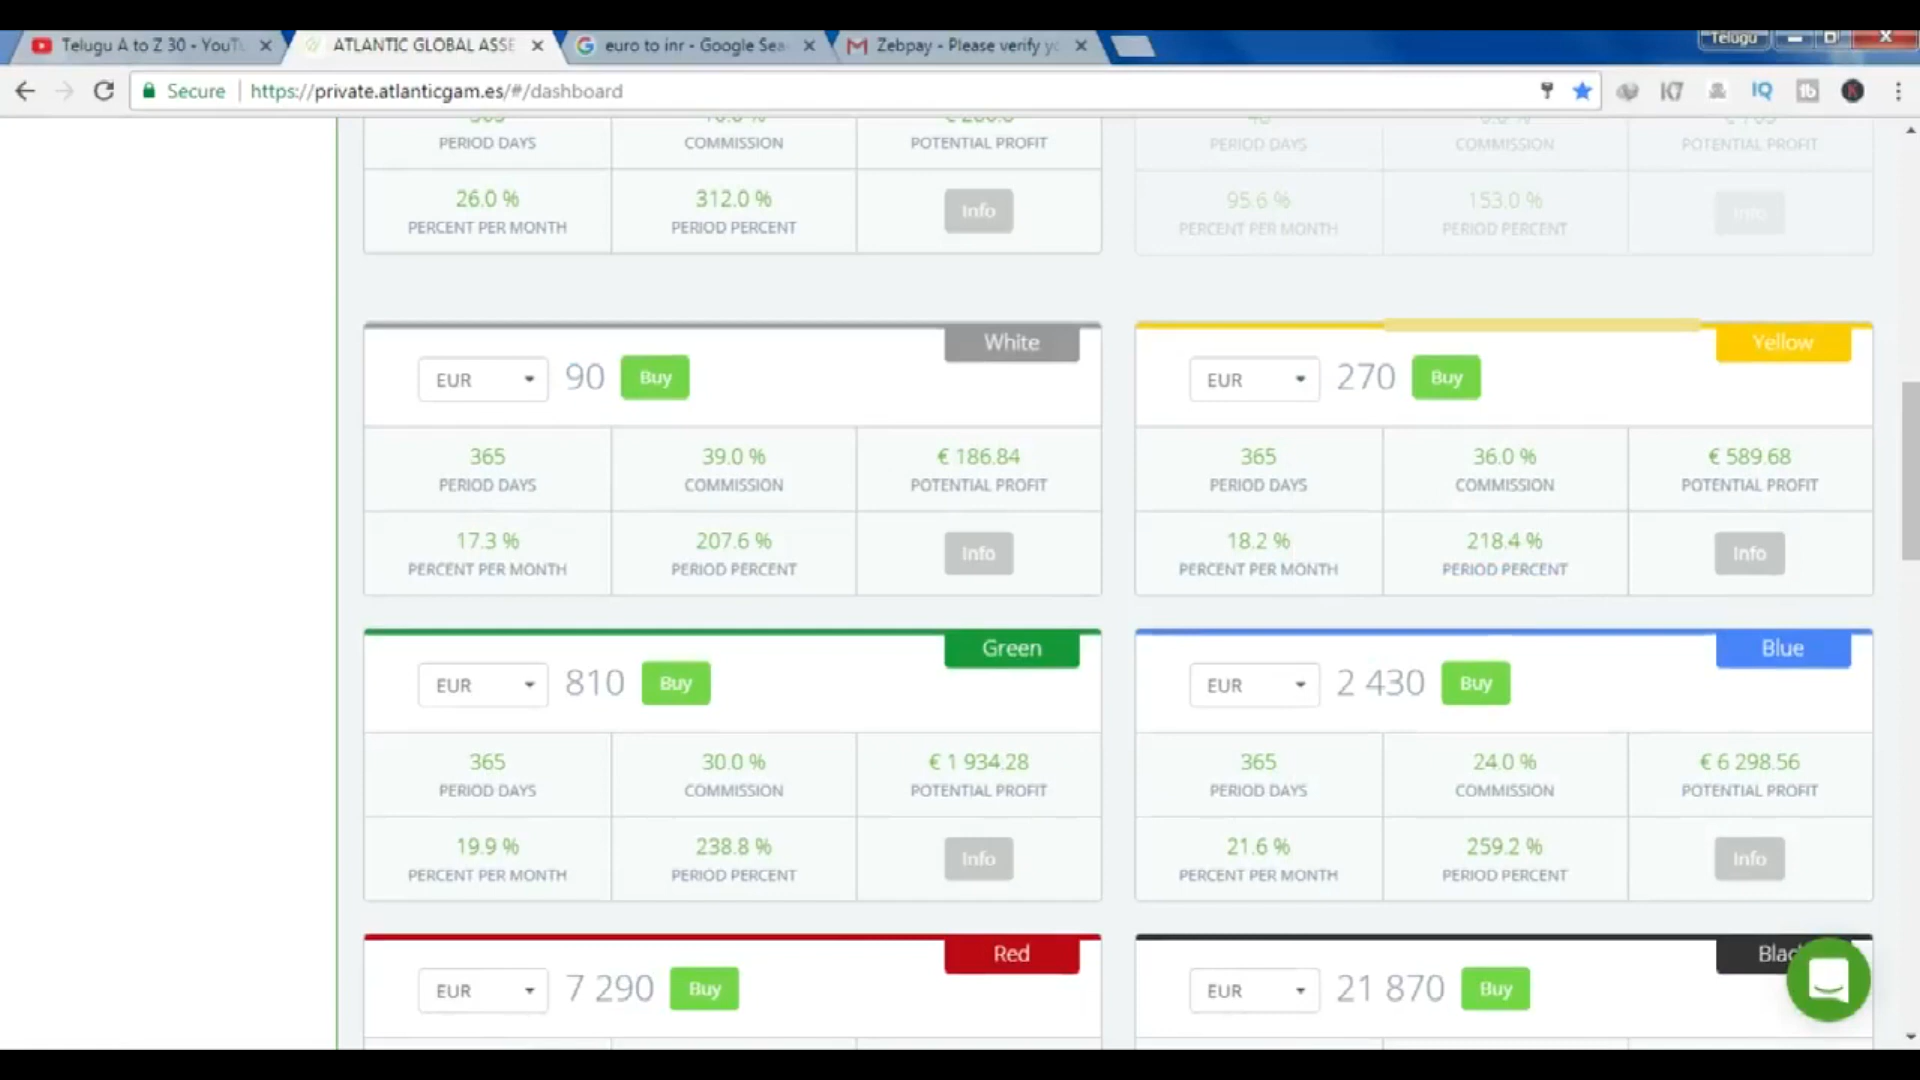 Telugu A to Z 30 - YouT
ATLANTIC GLOBAL ASSE
euro to inr - Google Sea
Zebpay - Please verify yo
Telugu
Secure
https://private.atlanticgam.es/#/dashboard
PERIOD DAYS
COMMISSION
POTENTIAL PROFIT
PERIOD DAYS
COMMISSION
POTENTIAL PROFIT
26.0 %
PERCENT PER MONTH
312.0 %
PERIOD PERCENT
Info
95.6 %
PERCENT PER MONTH
153.0 %
PERIOD PERCENT
Info
White
EUR 90 Buy
365
PERIOD DAYS
39.0 %
COMMISSION
€ 186.84
POTENTIAL PROFIT
17.3 %
PERCENT PER MONTH
207.6 %
PERIOD PERCENT
Info
Yellow
EUR 270 Buy
365
PERIOD DAYS
36.0 %
COMMISSION
€ 589.68
POTENTIAL PROFIT
18.2 %
PERCENT PER MONTH
218.4 %
PERIOD PERCENT
Info
Green
EUR 810 Buy
365
PERIOD DAYS
30.0 %
COMMISSION
€ 1 934.28
POTENTIAL PROFIT
19.9 %
PERCENT PER MONTH
238.8 %
PERIOD PERCENT
Info
Blue
EUR 2 430 Buy
365
PERIOD DAYS
24.0 %
COMMISSION
€ 6 298.56
POTENTIAL PROFIT
21.6 %
PERCENT PER MONTH
259.2 %
PERIOD PERCENT
Info
Red
EUR 7 290 Buy
Blac
EUR 21 870 Buy